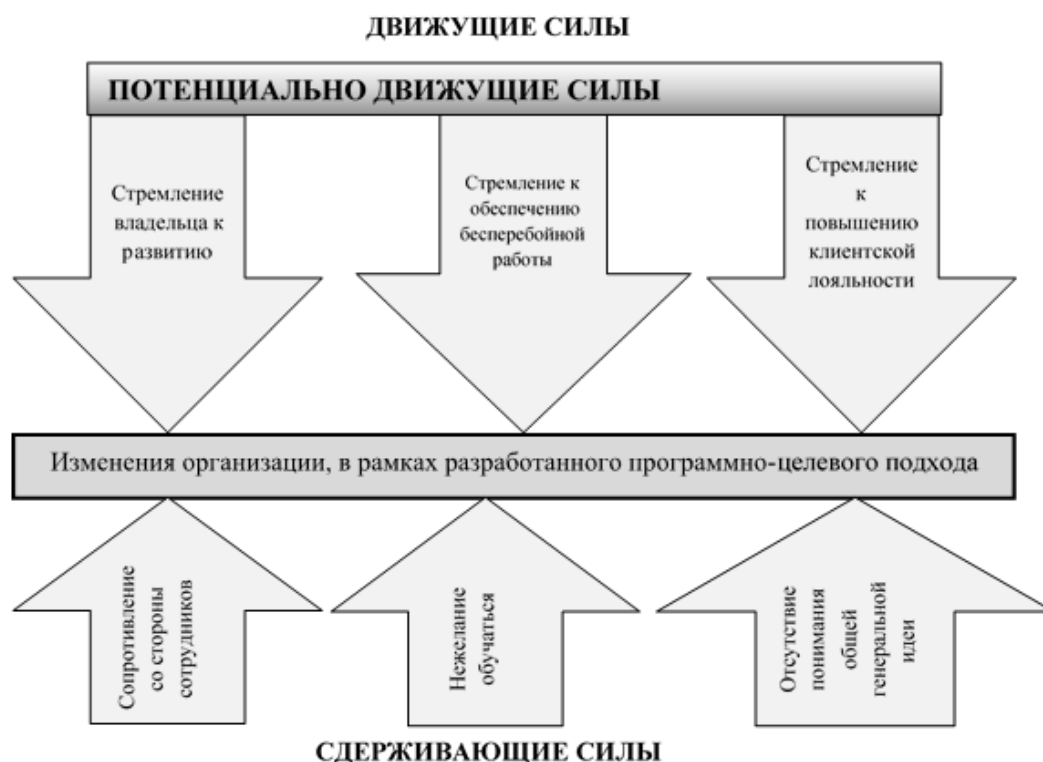 ДВИЖУЩИЕ СИЛЫ
ПОТЕНЦИАЛЬНО ДВИЖУЩИЕ СИЛЫ
Стремление
владельца к
развитию
Стремление к
обеспечению
бесперебойной
работы
Стремление
к
повышению
клиентской
лояльности
Изменения организации, в рамках разработанного программно-целевого подхода
Сопротивление
со стороны
сотрудников
Нежелание
обучаться
Отсутствие
понимания
общей
генеральной
идеи
СДЕРЖИВАЮЩИЕ СИЛЫ